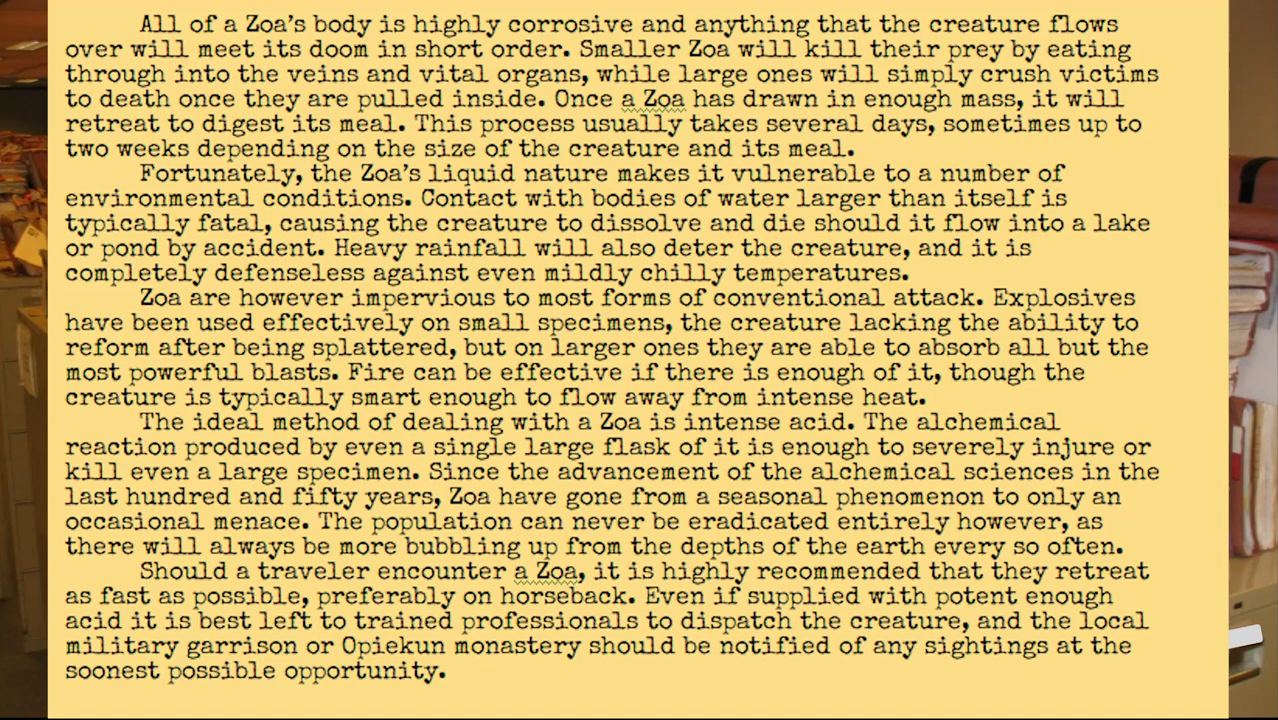 All of a Zoa's body is highly corrosive and anything that the creature flows
over will meet its doom in short order. Smaller Zoa will kill their prey by eating
through into the veins and vital organs, while large ones will simply crush victims
to death once they are pulled inside. Once a Zoa has drawn in enough mass, it will
retreat to digest its meal. This process usually takes several days, sometimes up to
two weeks depending on the size of the creature and its meal.
Fortunately, the Zoa's liquid nature makes it vulnerable to a number of
environmental conditions. Contact with bodies of water larger than itself is
typically fatal, causing the creature to dissolve and die should it flow into a lake
or pond by accident. Heavy rainfall will also deter the creature, and it is
completely defenseless against even mildly chilly temperatures.
Zoa are however impervious to most forms of conventional attack. Explosives
have been used effectively on small specimens, the creature lacking the ability to
reform after being splattered, but on larger ones they are able to absorb all but the
most powerful blasts. Fire can be effective if there is enough of it, though the
creature is typically smart enough to flow away from intense heat.
The ideal method of dealing with a Zoa is intense acid. The alchemical
reaction produced by even a single large flask of it is enough to severely injure or
kill even a large specimen. Since the advancement of the alchemical sciences in the
last hundred and fifty years, Zoa have gone from a seasonal phenomenon to only an
occasional menace. The population can never be eradicated entirely however, as
there will always be more bubbling up from the depths of the earth every so often.
Should a traveler encounter a Zoa, it is highly recommended that they retreat
as fast as possible, preferably on horseback. Even if supplied with potent enough
acid it is best left to trained professionals to dispatch the creature, and the local
military garrison or Opiekun monastery should be notified of any sightings at the
soonest possible opportunity.